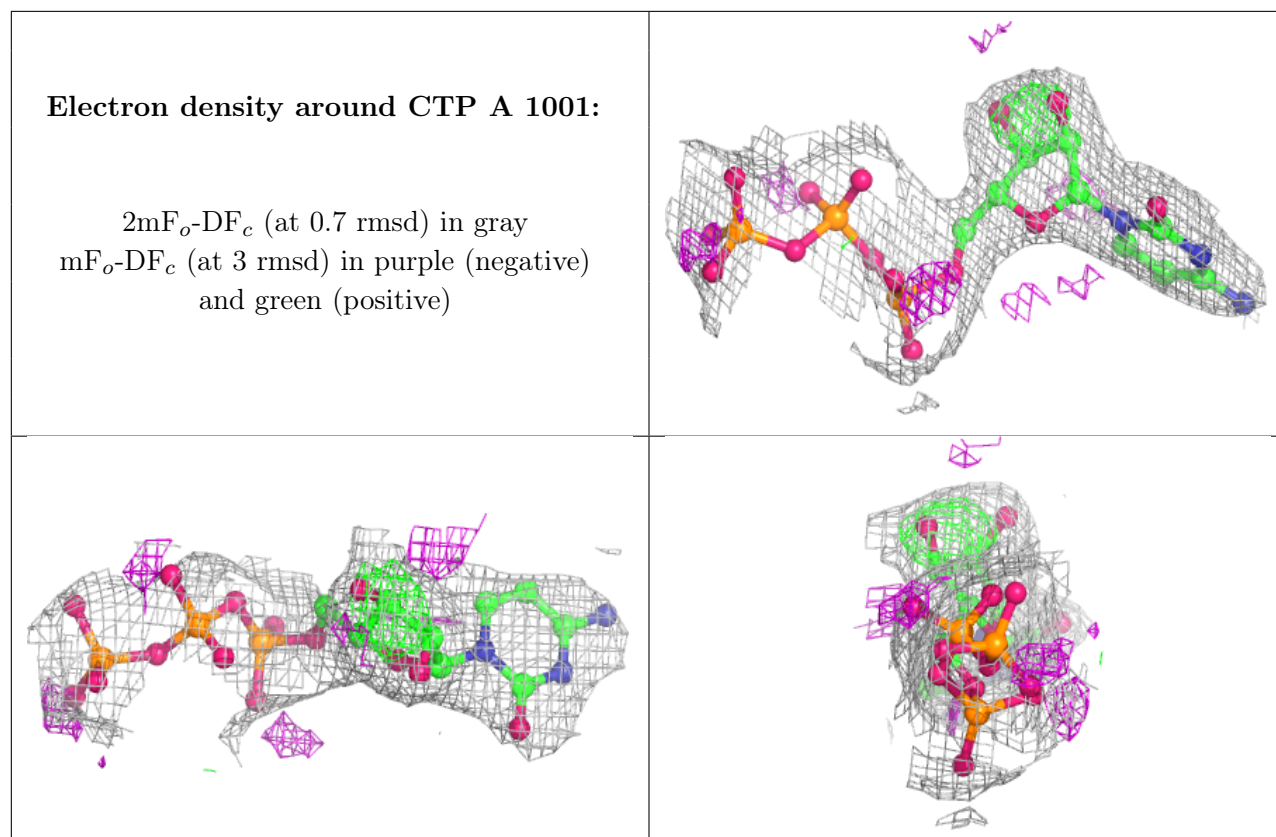 Electron density around CTP A 1001:
2mFo-DFc (at 0.7 rmsd) in gray
mFo-DFc (at 3 rmsd) in purple (negative)
and green (positive)